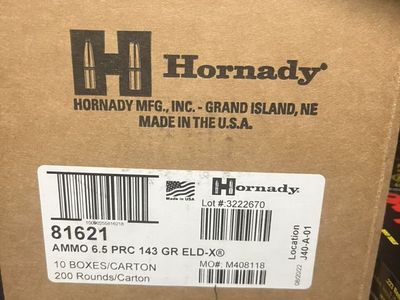 Hornady®
HORNADY MFG., INC. - GRAND ISLAND, NE
MADE IN THE U.S.A.
Made in USA
Hornady.
Lot #:3222670
81621
AMMO 6.5 PRC 143 GR ELD-X®
10 BOXES/CARTON
MO#: M408118
200 Rounds/Carton
Location
J40-A-01